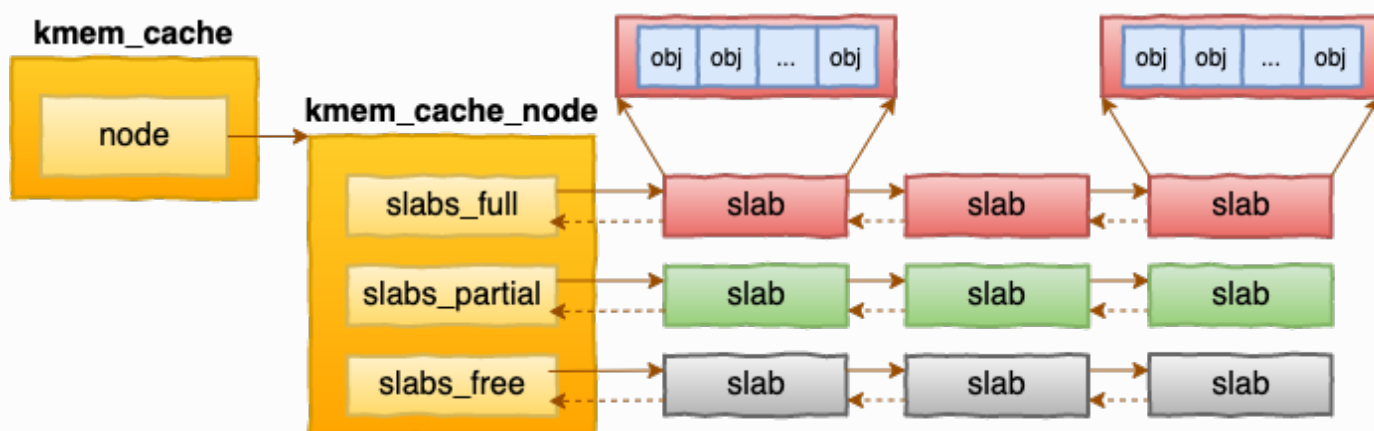 kmem_cache
node
kmem_cache_node
obj obj ... obj
obj obj ... obj
slabs_full
slab slab slab
slabs_partial
slab slab slab
slabs_free
slab slab slab